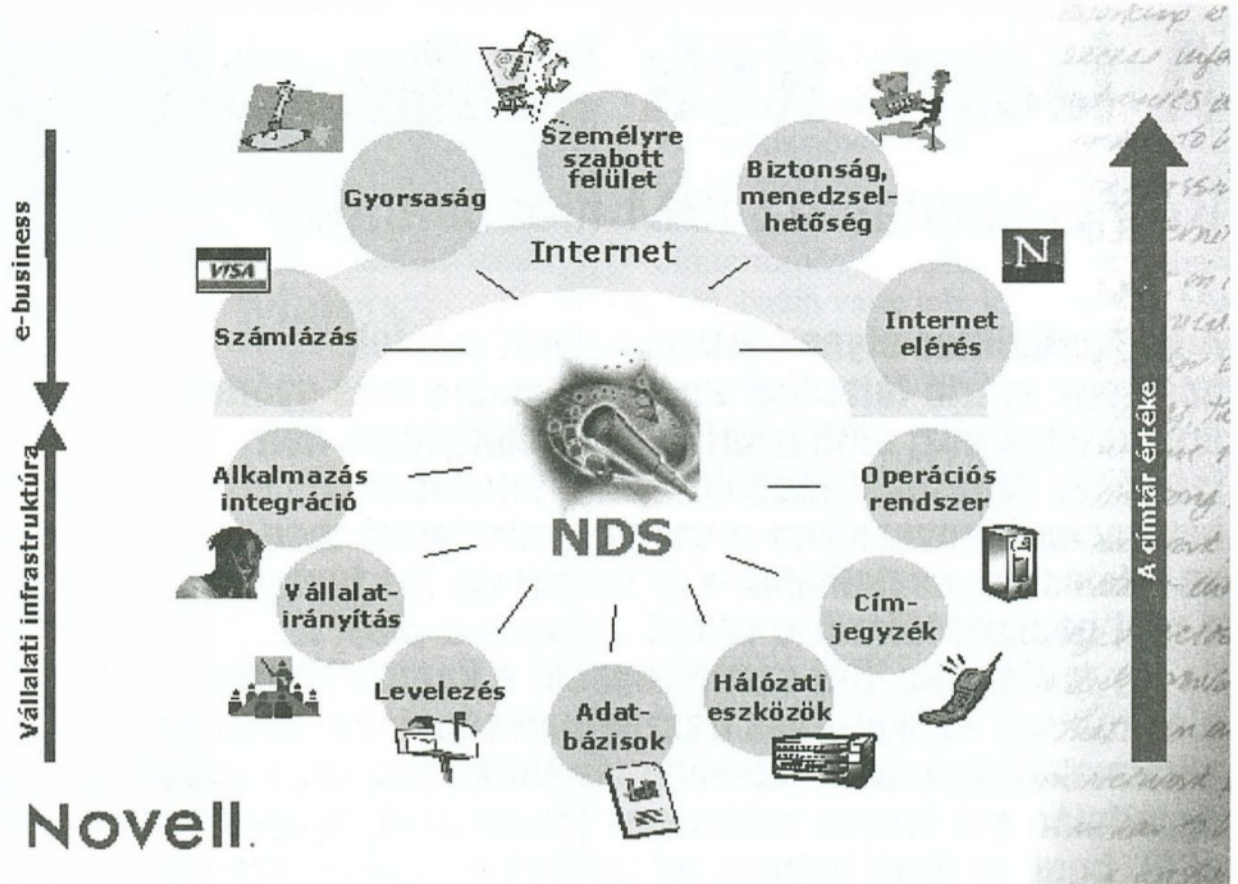 Személyre
szabott
felület
Gyorsaság
Biztonság,
menedzsel-
hetőség
Internet
VISA
N
Számlázás
Internet
elérés
e-business
Alkalmazás
integráció
NDS
Operációs
rendszer
A címtár értéke
Vállalati infrastruktúra
Vállalat-
irányítás
Cím-
jegyzék
Levelezés
Adat-
bázisok
Hálózati
eszközök
Novell.